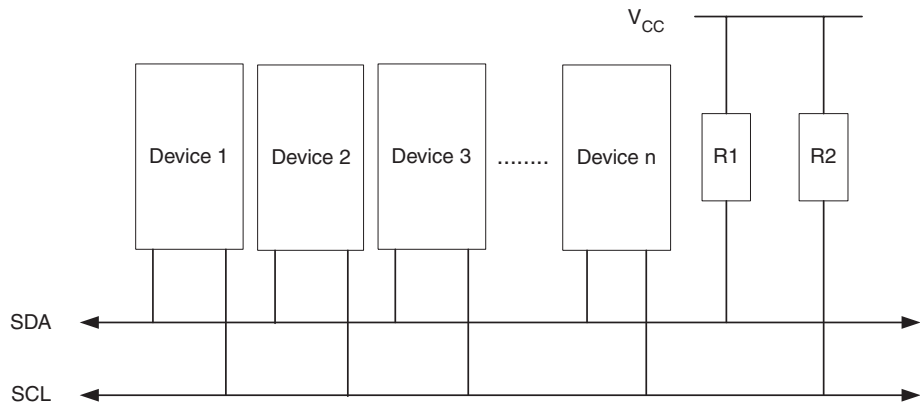 VCC
Device 1 Device 2 Device 3 ........ Device n R1 R2
SDA
SCL